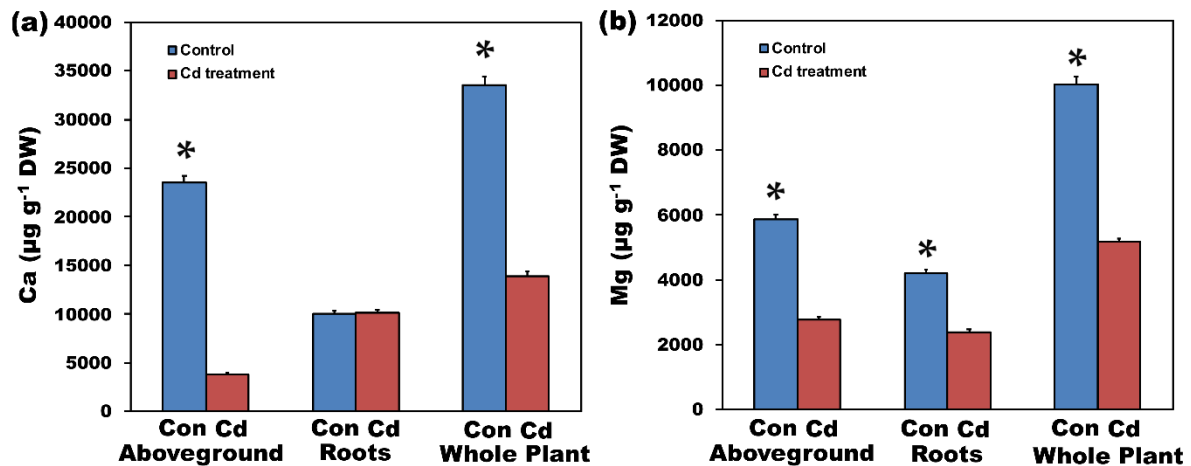 (a)
Ca (µg g⁻¹ DW)
40000
35000
30000
25000
20000
15000
10000
5000
0
Control
Cd treatment
*
*
Con Cd Con Cd Con Cd
Aboveground Roots Whole Plant
(b)
Mg (µg g⁻¹ DW)
12000
10000
8000
6000
4000
2000
0
Control
Cd treatment
*
*
*
Con Cd Con Cd Con Cd
Aboveground Roots Whole Plant